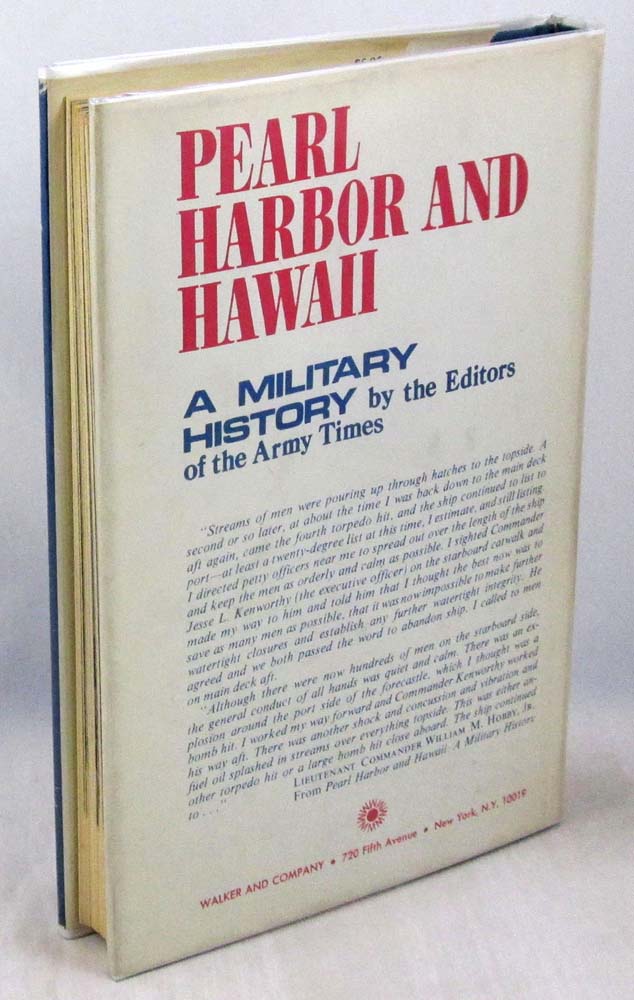 PEARL
HARBOR AND
HAWAII
A MILITARY
HISTORY by the Editors
of the Army Times
"Streams of men were pouring up through hatches to the topside. A
second or so later, at about the time I was back down to the main deck
aft again, came the fourth torpedo hit, and the ship continued to list to
port—at least a twenty-degree list at this time, I estimate, and still listing
I directed petty officers near me to spread out over the length of the ship
and keep the men as orderly and calm as possible. I sighted Commander
Jesse L. Kenworthy (the executive officer) on the starboard catwalk and
made my way to him and told him that I thought the best now was to
save as many men as possible, that it was now impossible to make further
watertight closures and establish any further watertight integrity. He
agreed and we both passed the word to abandon ship. I called to men
on main deck aft.
"Although there were now hundreds of men on the starboard side,
the general conduct of all hands was quiet and calm. There was an ex-
plosion around the port side of the forecastle, which I thought was a
bomb hit. I worked my way forward and Commander Kenworthy worked
his way aft. There was another shock and concussion and vibration and
fuel oil splashed in streams over everything topside. This was either an-
other torpedo hit or a large bomb hit close aboard. The ship continued
to . . ."
LIEUTENANT COMMANDER WILLIAM M. HOBBY, JR.
From Pearl Harbor and Hawaii: A Military History
WALKER AND COMPANY • 720 Fifth Avenue • New York, N.Y. 10019